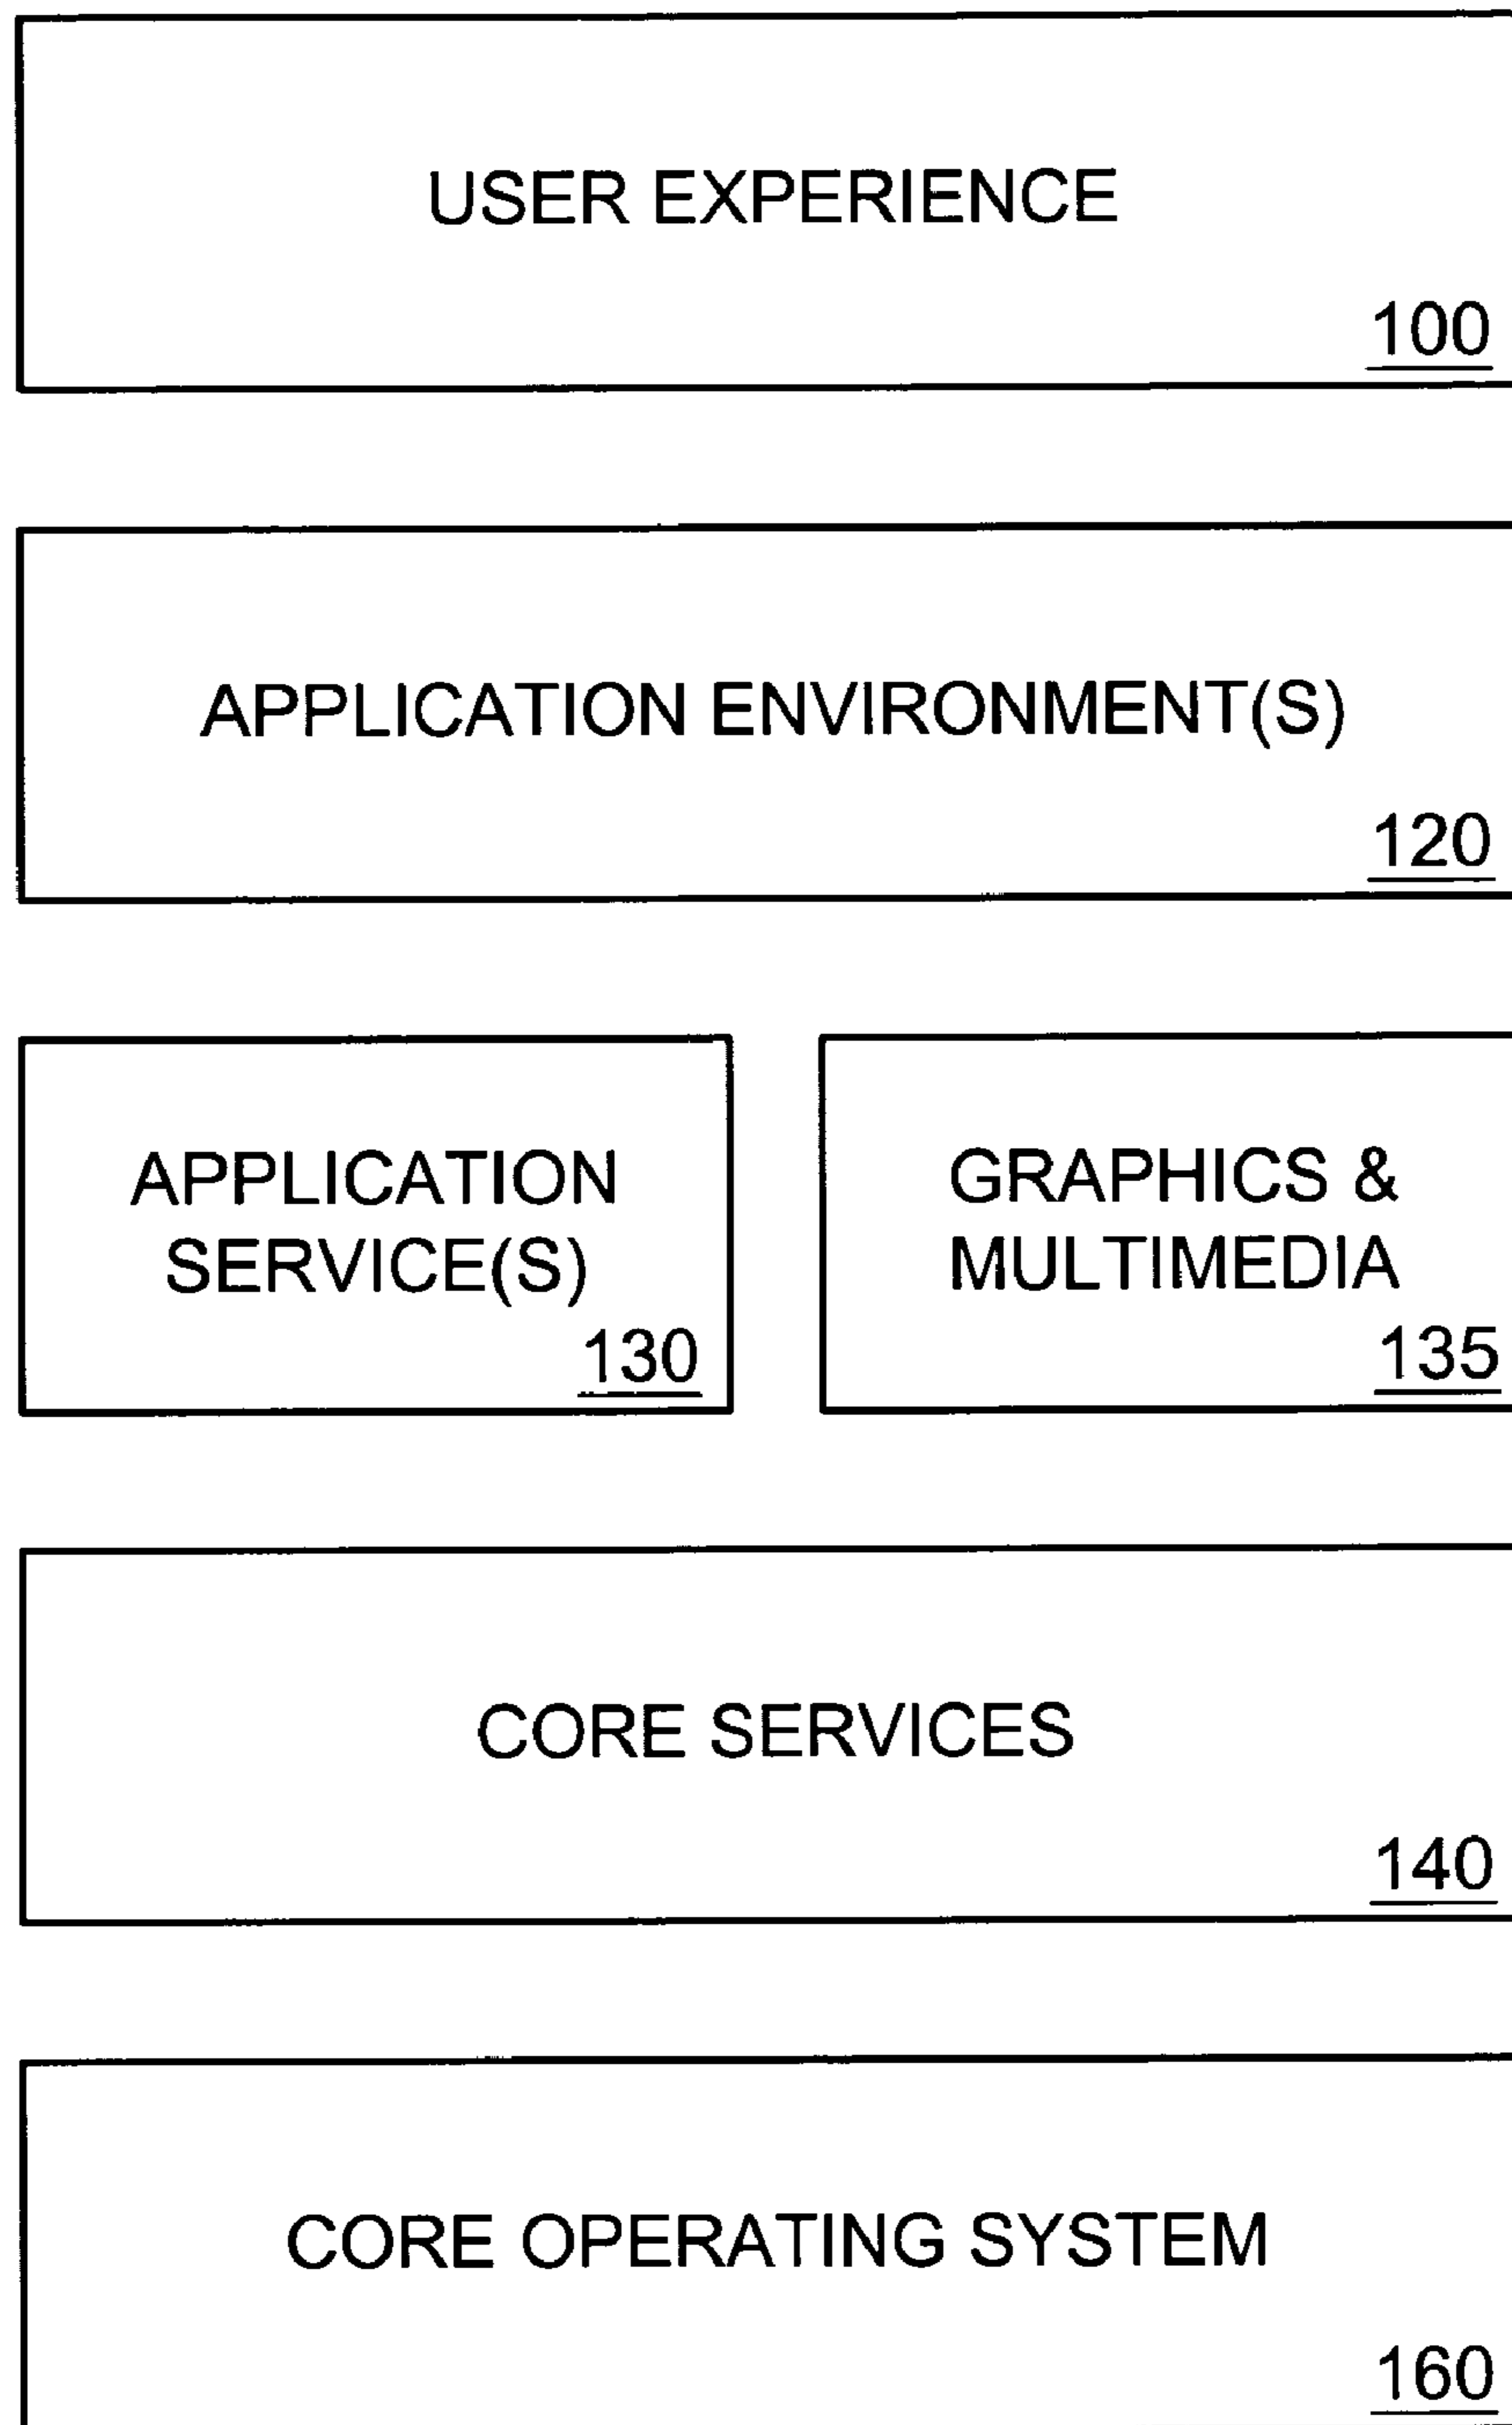 USER EXPERIENCE
100
APPLICATION ENVIRONMENT(S)
120
APPLICATION
SERVICE(S)
130
GRAPHICS &
MULTIMEDIA
135
CORE SERVICES
140
CORE OPERATING SYSTEM
160